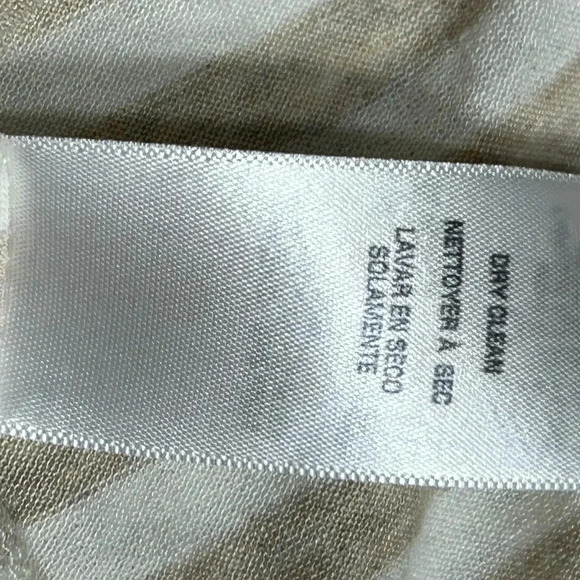 DRY CLEAN
NETTOYER A SEC
LAVAR EN SECO
SOLAMENTE